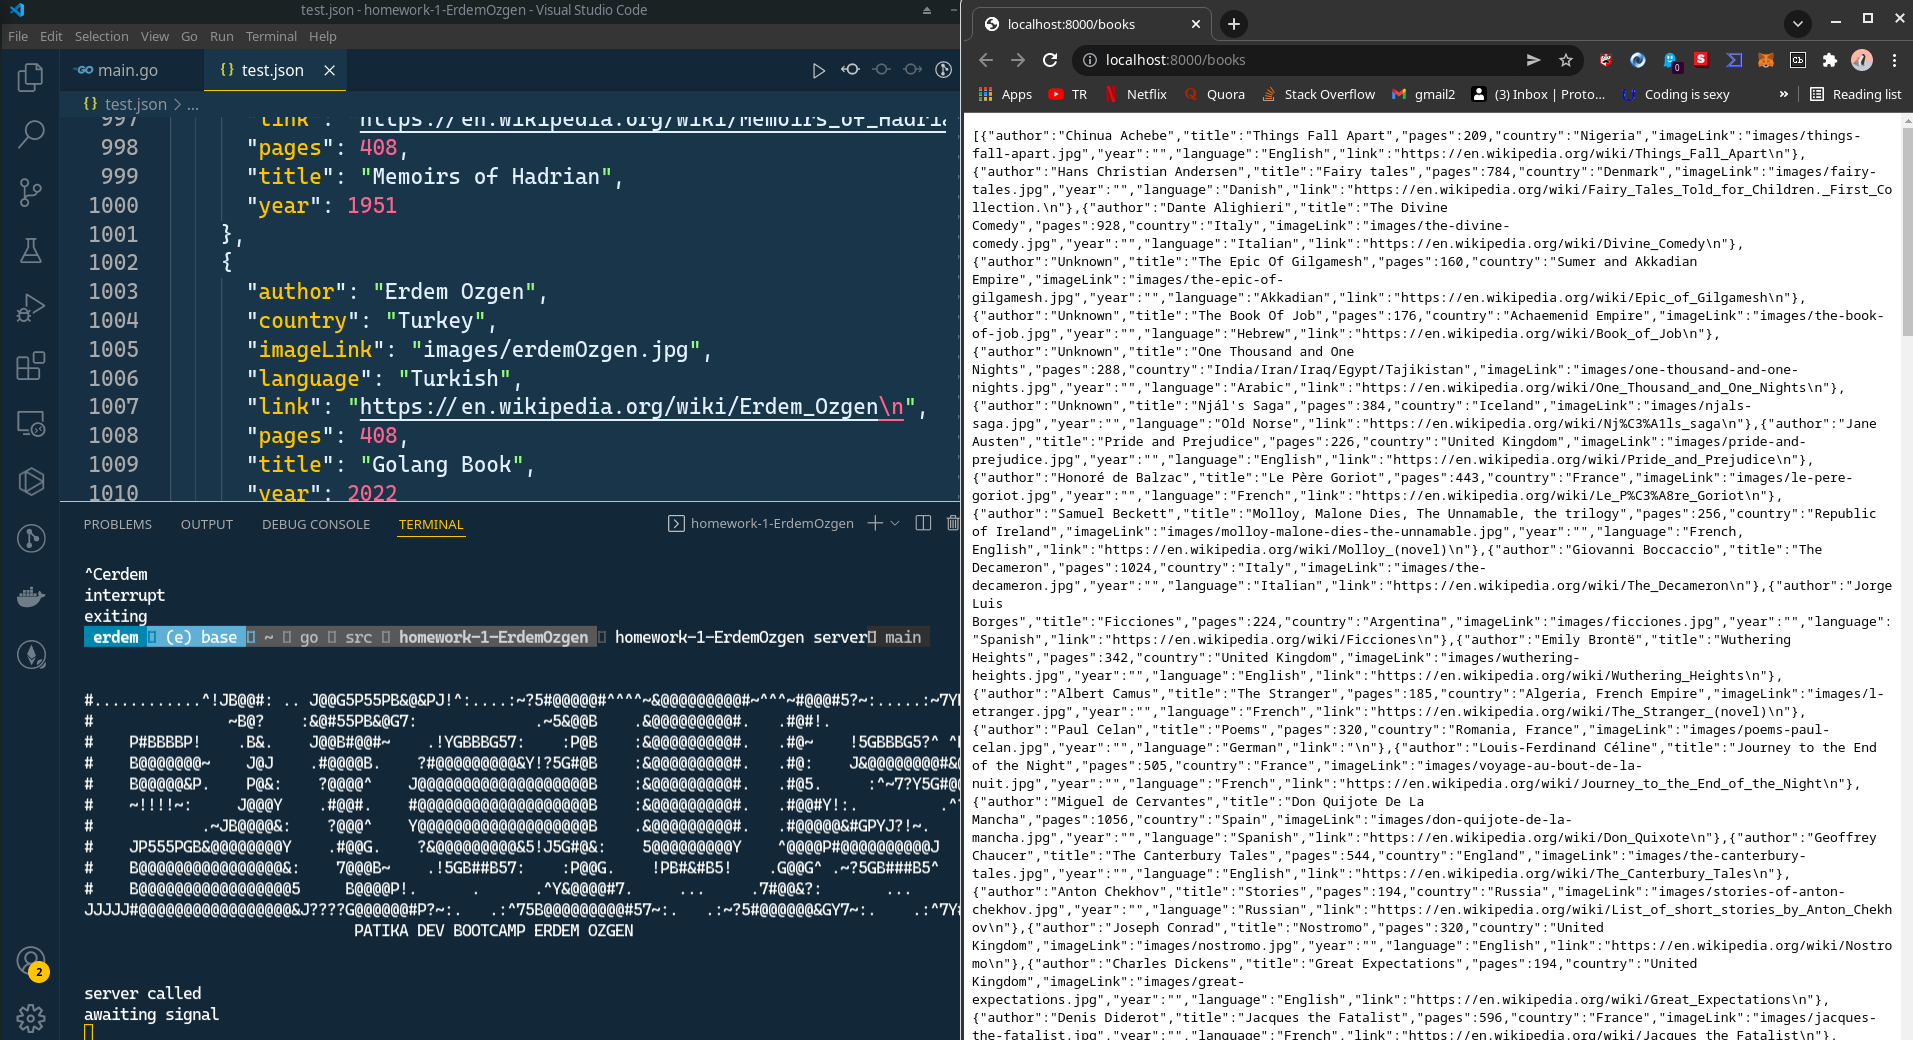 test.json - homework-1-ErdemOzgen - Visual Studio Code
File Edit Selection View Go Run Terminal Help
main.go
{} test.json
{} test.json > ...
997 "link": "https://en.wikipedia.org/wiki/Memoirs_of_Hadria
998 "pages": 408,
999 "title": "Memoirs of Hadrian",
1000 "year": 1951
1001 },
1002 {
1003 "author": "Erdem Ozgen",
1004 "country": "Turkey",
1005 "imageLink": "images/erdemOzgen.jpg",
1006 "language": "Turkish",
1007 "link": "https://en.wikipedia.org/wiki/Erdem_Ozgen\n",
1008 "pages": 408,
1009 "title": "Golang Book",
1010 "year": 2022
PROBLEMS OUTPUT DEBUG CONSOLE TERMINAL
homework-1-ErdemOzgen
^Cerdem
interrupt
exiting
erdem (e) base ~ go src homework-1-ErdemOzgen homework-1-ErdemOzgen server main
PATIKA DEV BOOTCAMP ERDEM OZGEN
server called
awaiting signal
2
localhost:8000/books
localhost:8000/books
0
Apps TR Netflix Quora Stack Overflow gmail2 (3) Inbox | Proto... Coding is sexy » Reading list
[{"author":"Chinua Achebe","title":"Things Fall Apart","pages":209,"country":"Nigeria","imageLink":"images/things-
fall-apart.jpg","year":"","language":"English","link":"https://en.wikipedia.org/wiki/Things_Fall_Apart\n"},
{"author":"Hans Christian Andersen","title":"Fairy tales","pages":784,"country":"Denmark","imageLink":"images/fairy-
tales.jpg","year":"","language":"Danish","link":"https://en.wikipedia.org/wiki/Fairy_Tales_Told_for_Children._First_Co
llection.\n"},{"author":"Dante Alighieri","title":"The Divine
Comedy","pages":928,"country":"Italy","imageLink":"images/the-divine-
comedy.jpg","year":"","language":"Italian","link":"https://en.wikipedia.org/wiki/Divine_Comedy\n"},
{"author":"Unknown","title":"The Epic Of Gilgamesh","pages":160,"country":"Sumer and Akkadian
Empire","imageLink":"images/the-epic-of-
gilgamesh.jpg","year":"","language":"Akkadian","link":"https://en.wikipedia.org/wiki/Epic_of_Gilgamesh\n"},
{"author":"Unknown","title":"The Book Of Job","pages":176,"country":"Achaemenid Empire","imageLink":"images/the-book-
of-job.jpg","year":"","language":"Hebrew","link":"https://en.wikipedia.org/wiki/Book_of_Job\n"},
{"author":"Unknown","title":"One Thousand and One
Nights","pages":288,"country":"India/Iran/Iraq/Egypt/Tajikistan","imageLink":"images/one-thousand-and-one-
nights.jpg","year":"","language":"Arabic","link":"https://en.wikipedia.org/wiki/One_Thousand_and_One_Nights\n"},
{"author":"Unknown","title":"Njál's Saga","pages":384,"country":"Iceland","imageLink":"images/njals-
saga.jpg","year":"","language":"Old Norse","link":"https://en.wikipedia.org/wiki/Nj%C3%A1ls_saga\n"},{"author":"Jane
Austen","title":"Pride and Prejudice","pages":226,"country":"United Kingdom","imageLink":"images/pride-and-
prejudice.jpg","year":"","language":"English","link":"https://en.wikipedia.org/wiki/Pride_and_Prejudice\n"},
{"author":"Honoré de Balzac","title":"Le Père Goriot","pages":443,"country":"France","imageLink":"images/le-pere-
goriot.jpg","year":"","language":"French","link":"https://en.wikipedia.org/wiki/Le_P%C3%A8re_Goriot\n"},
{"author":"Samuel Beckett","title":"Molloy, Malone Dies, The Unnamable, the trilogy","pages":256,"country":"Republic
of Ireland","imageLink":"images/molloy-malone-dies-the-unnamable.jpg","year":"","language":"French,
English","link":"https://en.wikipedia.org/wiki/Molloy_(novel)\n"},{"author":"Giovanni Boccaccio","title":"The
Decameron","pages":1024,"country":"Italy","imageLink":"images/the-
decameron.jpg","year":"","language":"Italian","link":"https://en.wikipedia.org/wiki/The_Decameron\n"},{"author":"Jorge
Luis
Borges","title":"Ficciones","pages":224,"country":"Argentina","imageLink":"images/ficciones.jpg","year":"","language":
"Spanish","link":"https://en.wikipedia.org/wiki/Ficciones\n"},{"author":"Emily Brontë","title":"Wuthering
Heights","pages":342,"country":"United Kingdom","imageLink":"images/wuthering-
heights.jpg","year":"","language":"English","link":"https://en.wikipedia.org/wiki/Wuthering_Heights\n"},
{"author":"Albert Camus","title":"The Stranger","pages":185,"country":"Algeria, French Empire","imageLink":"images/l-
etranger.jpg","year":"","language":"French","link":"https://en.wikipedia.org/wiki/The_Stranger_(novel)\n"},
{"author":"Paul Celan","title":"Poems","pages":320,"country":"Romania, France","imageLink":"images/poems-paul-
celan.jpg","year":"","language":"German","link":"\n"},{"author":"Louis-Ferdinand Céline","title":"Journey to the End
of the Night","pages":505,"country":"France","imageLink":"images/voyage-au-bout-de-la-
nuit.jpg","year":"","language":"French","link":"https://en.wikipedia.org/wiki/Journey_to_the_End_of_the_Night\n"},
{"author":"Miguel de Cervantes","title":"Don Quijote De La
Mancha","pages":1056,"country":"Spain","imageLink":"images/don-quijote-de-la-
mancha.jpg","year":"","language":"Spanish","link":"https://en.wikipedia.org/wiki/Don_Quixote\n"},{"author":"Geoffrey
Chaucer","title":"The Canterbury Tales","pages":544,"country":"England","imageLink":"images/the-canterbury-
tales.jpg","year":"","language":"English","link":"https://en.wikipedia.org/wiki/The_Canterbury_Tales\n"},
{"author":"Anton Chekhov","title":"Stories","pages":194,"country":"Russia","imageLink":"images/stories-of-anton-
chekhov.jpg","year":"","language":"Russian","link":"https://en.wikipedia.org/wiki/List_of_short_stories_by_Anton_Chekh
ov\n"},{"author":"Joseph Conrad","title":"Nostromo","pages":320,"country":"United
Kingdom","imageLink":"images/nostromo.jpg","year":"","language":"English","link":"https://en.wikipedia.org/wiki/Nostro
mo\n"},{"author":"Charles Dickens","title":"Great Expectations","pages":194,"country":"United
Kingdom","imageLink":"images/great-
expectations.jpg","year":"","language":"English","link":"https://en.wikipedia.org/wiki/Great_Expectations\n"},
{"author":"Denis Diderot","title":"Jacques the Fatalist","pages":596,"country":"France","imageLink":"images/jacques-
the-fatalist.jpg","year":"","language":"French","link":"https://en.wikipedia.org/wiki/Jacques_the_Fatalist\n"},